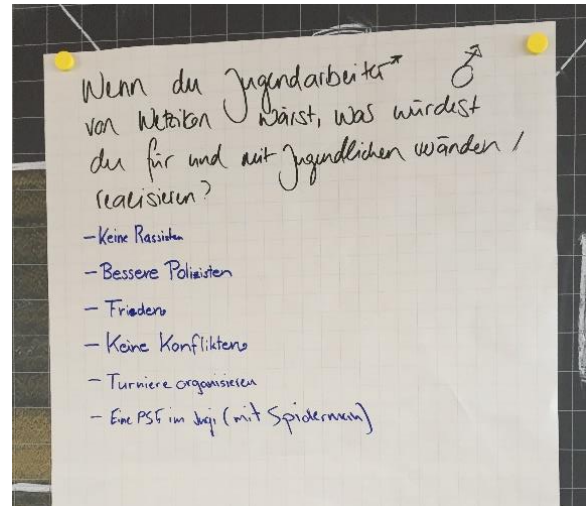 Wenn du Jugendarbeiter*
von Wetzikon wärst, was würdest
du für und mit Jugendlichen verändern /
realisieren?
- Keine Rassisten
- Bessere Polizisten
- Frieden
- Keine Konflikten
- Turniere organisieren
- Eine PS5 im Jugi (mit Spiderman)